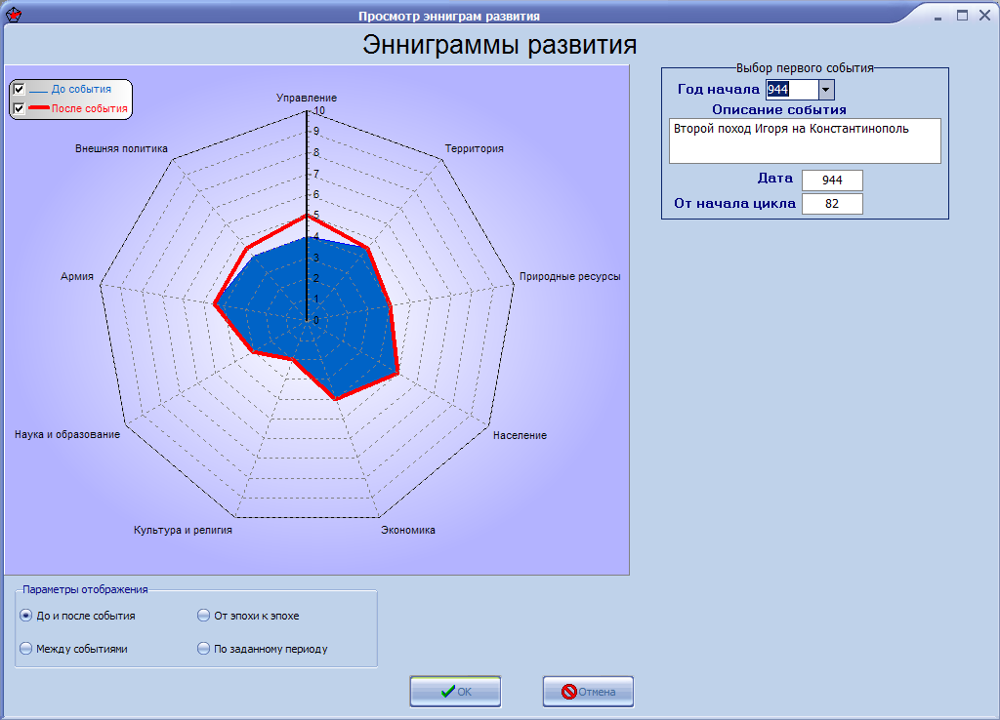 Просмотр эннигрaм развития
Энниграммы развития
До события
После события
Управление
10
9
8
7
6
5
4
3
2
1
0
Территория
Природные ресурсы
Население
Экономика
Культура и религия
Наука и образование
Армия
Внешняя политика
Выбор первого события
Год начала 944
Описание события
Второй поход Игоря на Константинополь
Дата 944
От начала цикла 82
Параметры отображения
До и после события От эпохи к эпохе
Между событиями По заданному периоду
OK Отмена